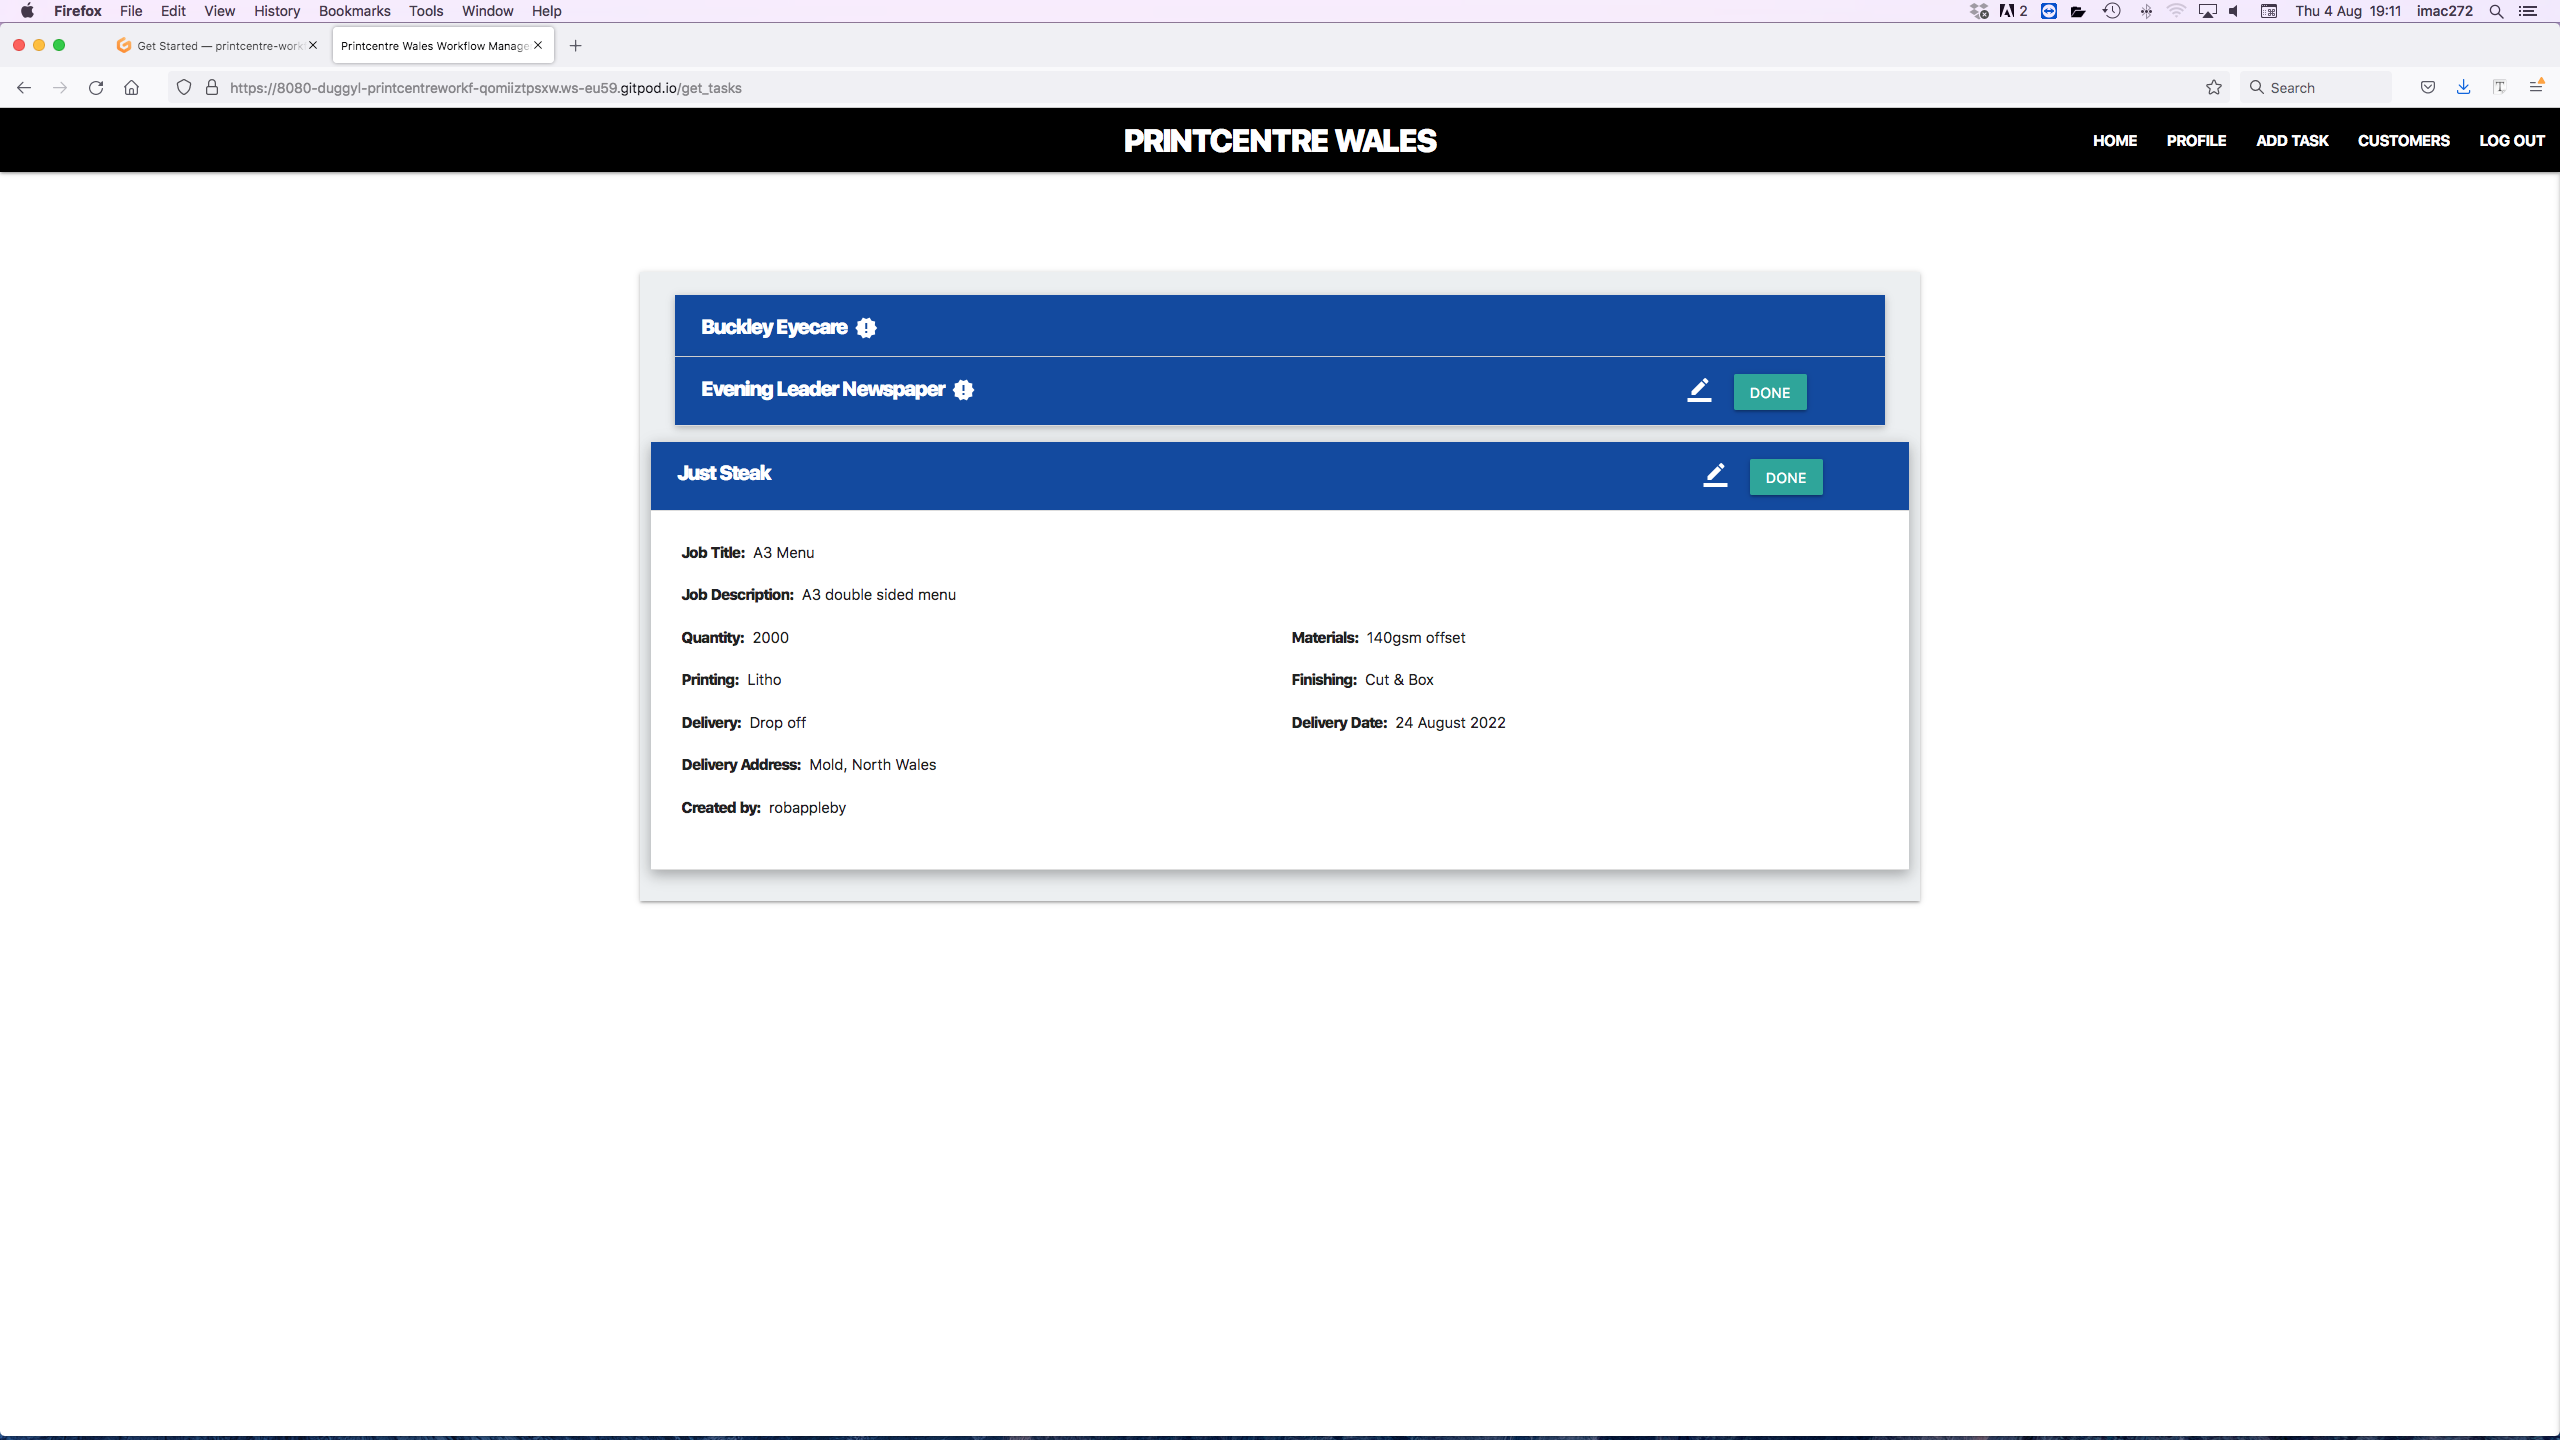 Firefox File Edit View History Bookmarks Tools Window Help 2 Thu 4 Aug 19:11 imac272
Get Started — printcentre-work Printcentre Wales Workflow Manage
https://8080-duggyl-printcentreworkf-qomiiztpsxw.ws-eu59.gitpod.io/get_tasks Search
PRINTCENTRE WALES HOME PROFILE ADD TASK CUSTOMERS LOG OUT
Buckley Eyecare
Evening Leader Newspaper DONE
Just Steak DONE
Job Title: A3 Menu
Job Description: A3 double sided menu
Quantity: 2000 Materials: 140gsm offset
Printing: Litho Finishing: Cut & Box
Delivery: Drop off Delivery Date: 24 August 2022
Delivery Address: Mold, North Wales
Created by: robappleby